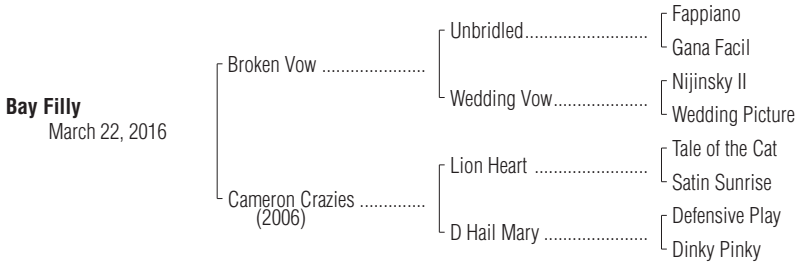 Fappiano
Unbridled
Gana Facil
Broken Vow
Nijinsky II
Wedding Vow
Wedding Picture
Bay Filly
March 22, 2016
Tale of the Cat
Lion Heart
Satin Sunrise
Cameron Crazies
(2006)
Defensive Play
D Hail Mary
Dinky Pinky